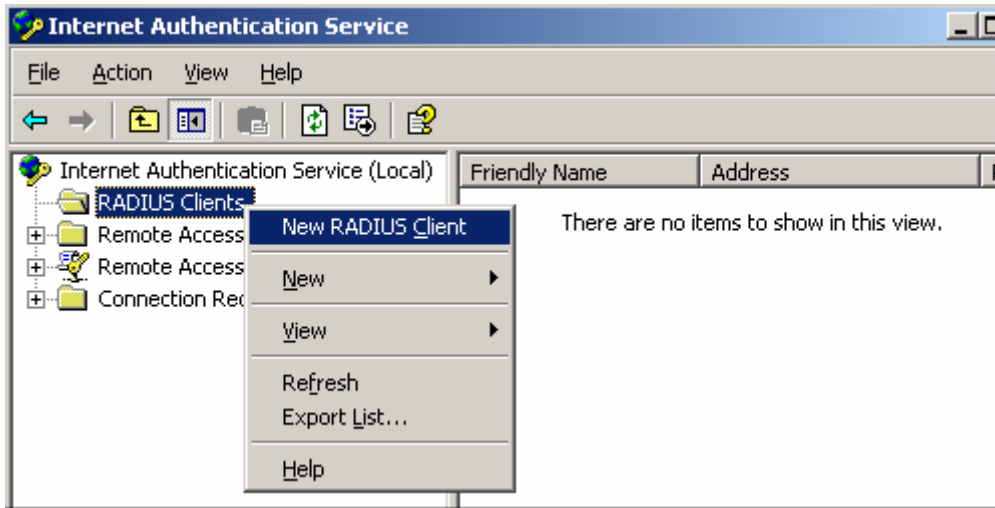 Internet Authentication Service
File Action View Help
Internet Authentication Service (Local)
Friendly Name Address
RADIUS Clients
There are no items to show in this view.
Remote Access
Remote Access
Connection Req
New RADIUS Client
New
View
Refresh
Export List...
Help